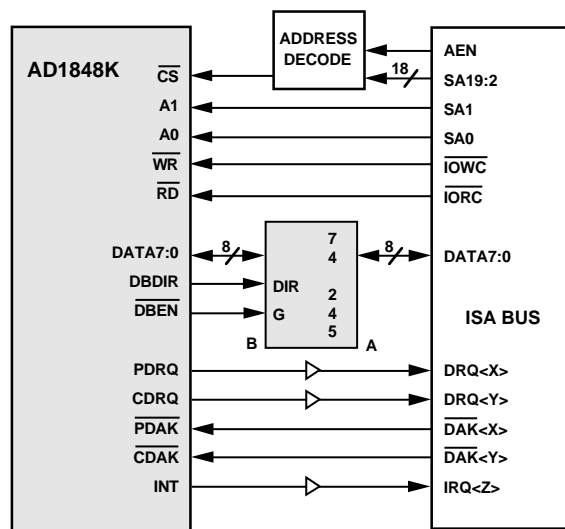 ADDRESS
DECODE
AD1848K
AEN
CS
18
SA19:2
A1
SA1
A0
SA0
WR
IOWC
RD
IORC
7
4
2
4
5
DATA7:0
8
8
DATA7:0
DBDIR
DIR
DBEN
G
ISA BUS
B
A
PDRQ
DRQ<X>
CDRQ
DRQ<Y>
PDAK
DAK<X>
CDAK
DAK<Y>
INT
IRQ<Z>